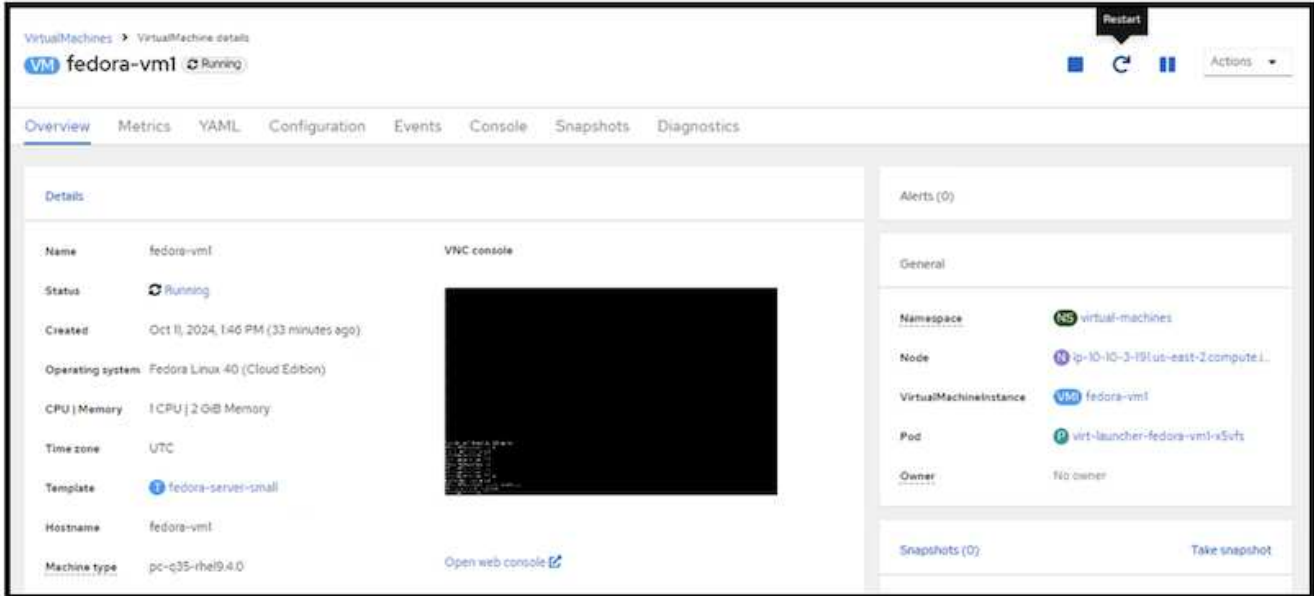 Restart
VirtualMachines > VirtualMachine details
VM fedora-vm1 Running
Actions
Overview Metrics YAML Configuration Events Console Snapshots Diagnostics
Details
Name fedora-vm1
Status Running
Created Oct 11, 2024, 1:46 PM (33 minutes ago)
Operating system Fedora Linux 40 (Cloud Edition)
CPU | Memory 1 CPU | 2 GiB Memory
Time zone UTC
Template T fedora-server-small
Hostname fedora-vm1
Machine type pc-q35-rhel9.4.0
VNC console
Open web console
Alerts (0)
General
Namespace NS virtual-machines
Node N ip-10-10-3-191.us-east-2.compute.i...
VirtualMachineInstance VMI fedora-vm1
Pod P virt-launcher-fedora-vm1-x5vfs
Owner No owner
Snapshots (0) Take snapshot